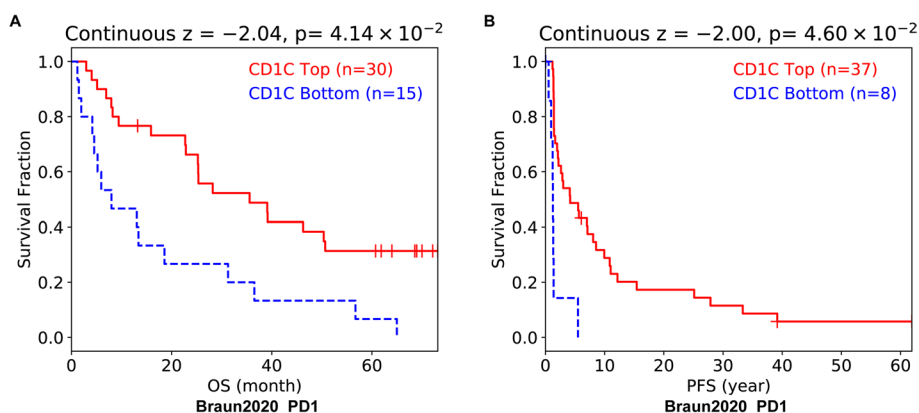 A
Continuous z = −2.04, p= 4.14 × 10⁻²
CD1C Top (n=30)
CD1C Bottom (n=15)
Survival Fraction
1.0
0.8
0.6
0.4
0.2
0.0
0
20
40
60
OS (month)
Braun2020 PD1
B
Continuous z = −2.00, p= 4.60 × 10⁻²
CD1C Top (n=37)
CD1C Bottom (n=8)
Survival Fraction
1.0
0.8
0.6
0.4
0.2
0.0
0
10
20
30
40
50
60
PFS (year)
Braun2020 PD1